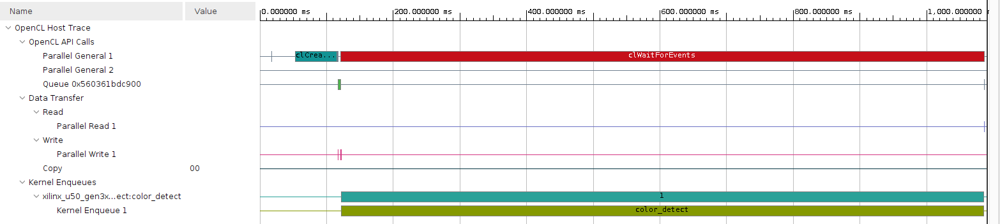 Name Value 0.000000 ms 200.000000 ms 400.000000 ms 600.000000 ms 800.000000 ms 1,000.000000
OpenCL Host Trace
OpenCL API Calls
Parallel General 1 clCrea... clWaitForEvents
Parallel General 2
Queue 0x560361bdc900
Data Transfer
Read
Parallel Read 1
Write
Parallel Write 1
Copy 00
Kernel Enqueues
xilinx_u50_gen3x...ect:color_detect 1
Kernel Enqueue 1 color_detect